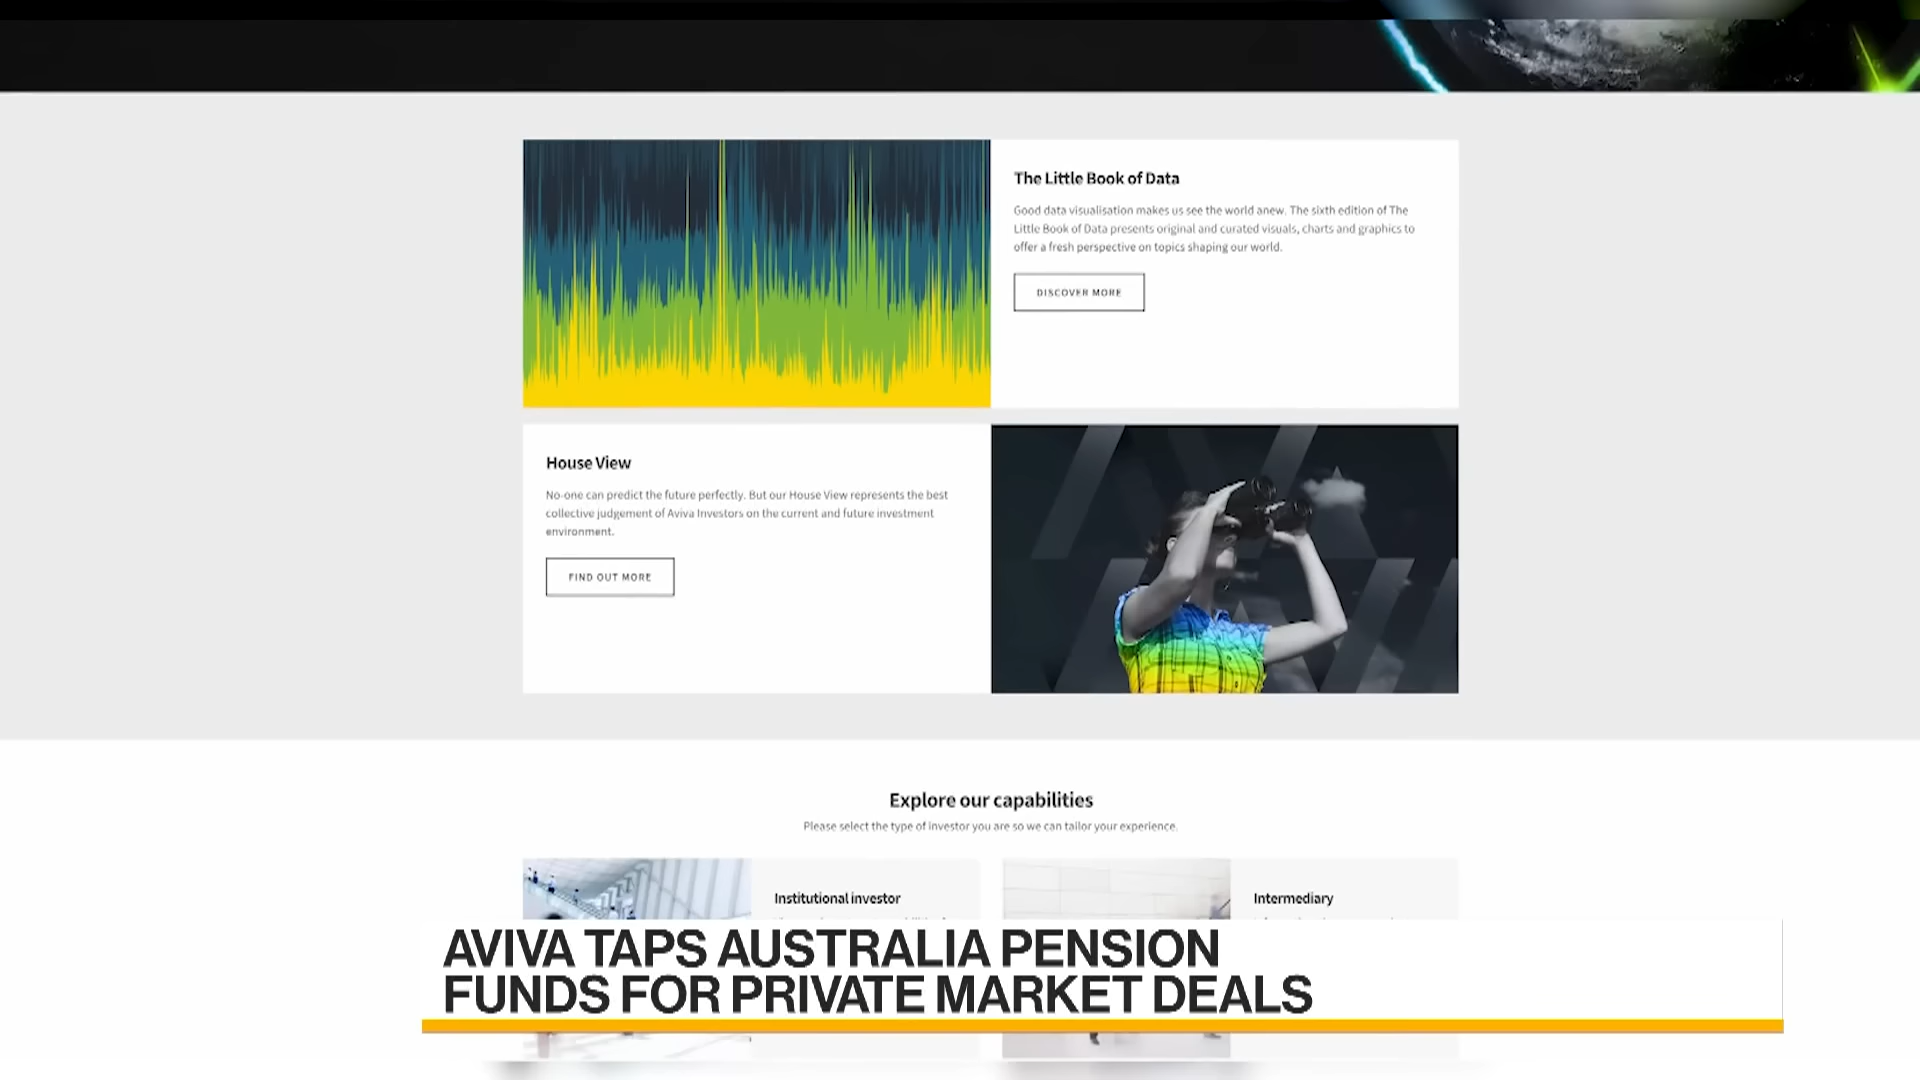 The Little Book of Data
Good data visualisation makes us see the world anew. The sixth edition of The
Little Book of Data presents original and curated visuals, charts and graphics to
offer a fresh perspective on topics shaping our world.
DISCOVER MORE
House View
No-one can predict the future perfectly. But our House View represents the best
collective judgement of Aviva Investors on the current and future investment
environment.
FIND OUT MORE
Explore our capabilities
Please select the type of investor you are so we can tailor your experience.
Institutional investor
Intermediary
AVIVA TAPS AUSTRALIA PENSION
FUNDS FOR PRIVATE MARKET DEALS